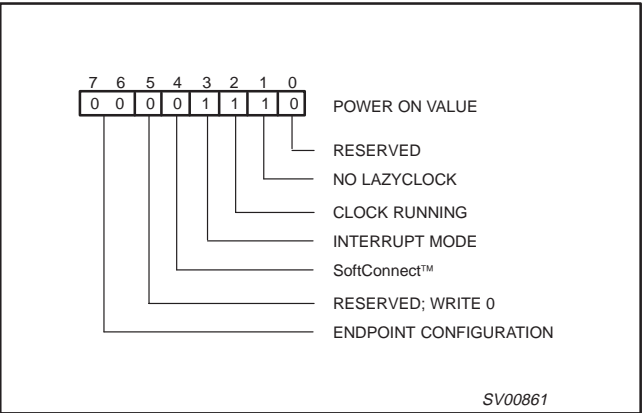 7 6 5 4 3 2 1 0
0 0 0 0 1 1 1 0 POWER ON VALUE
RESERVED
NO LAZYCLOCK
CLOCK RUNNING
INTERRUPT MODE
SoftConnect™
RESERVED; WRITE 0
ENDPOINT CONFIGURATION
SV00861